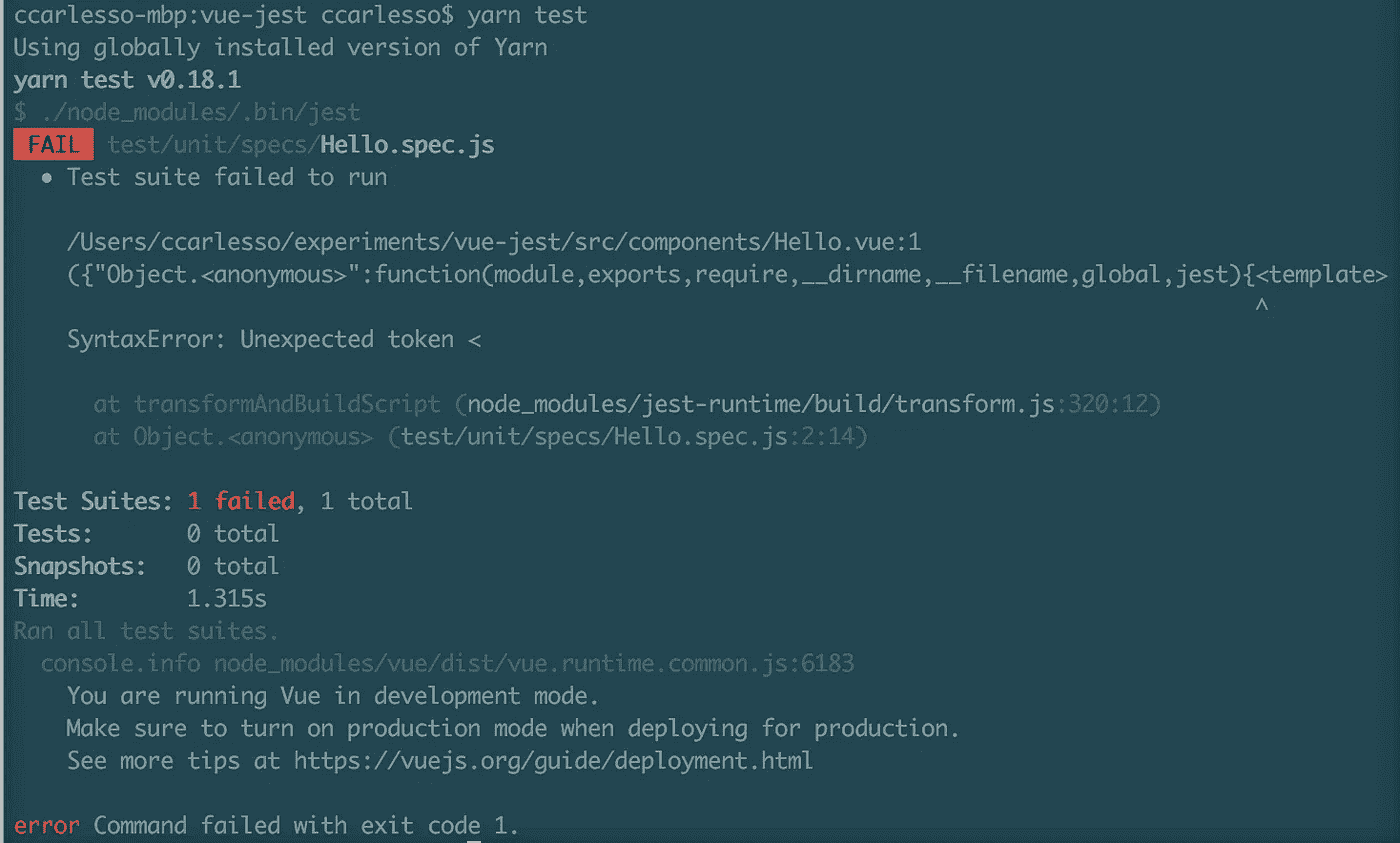 ccarlesso-mbp:vue-jest ccarlesso$ yarn test
Using globally installed version of Yarn
yarn test v0.18.1
$ ./node_modules/.bin/jest
FAIL test/unit/specs/Hello.spec.js
• Test suite failed to run
/Users/ccarlesso/experiments/vue-jest/src/components/Hello.vue:1
({"Object.<anonymous>":function(module,exports,require,__dirname,__filename,global,jest){<template>
^
SyntaxError: Unexpected token <
at transformAndBuildScript (node_modules/jest-runtime/build/transform.js:320:12)
at Object.<anonymous> (test/unit/specs/Hello.spec.js:2:14)
Test Suites: 1 failed, 1 total
Tests: 0 total
Snapshots: 0 total
Time: 1.315s
Ran all test suites.
console.info node_modules/vue/dist/vue.runtime.common.js:6183
You are running Vue in development mode.
Make sure to turn on production mode when deploying for production.
See more tips at https://vuejs.org/guide/deployment.html
error Command failed with exit code 1.